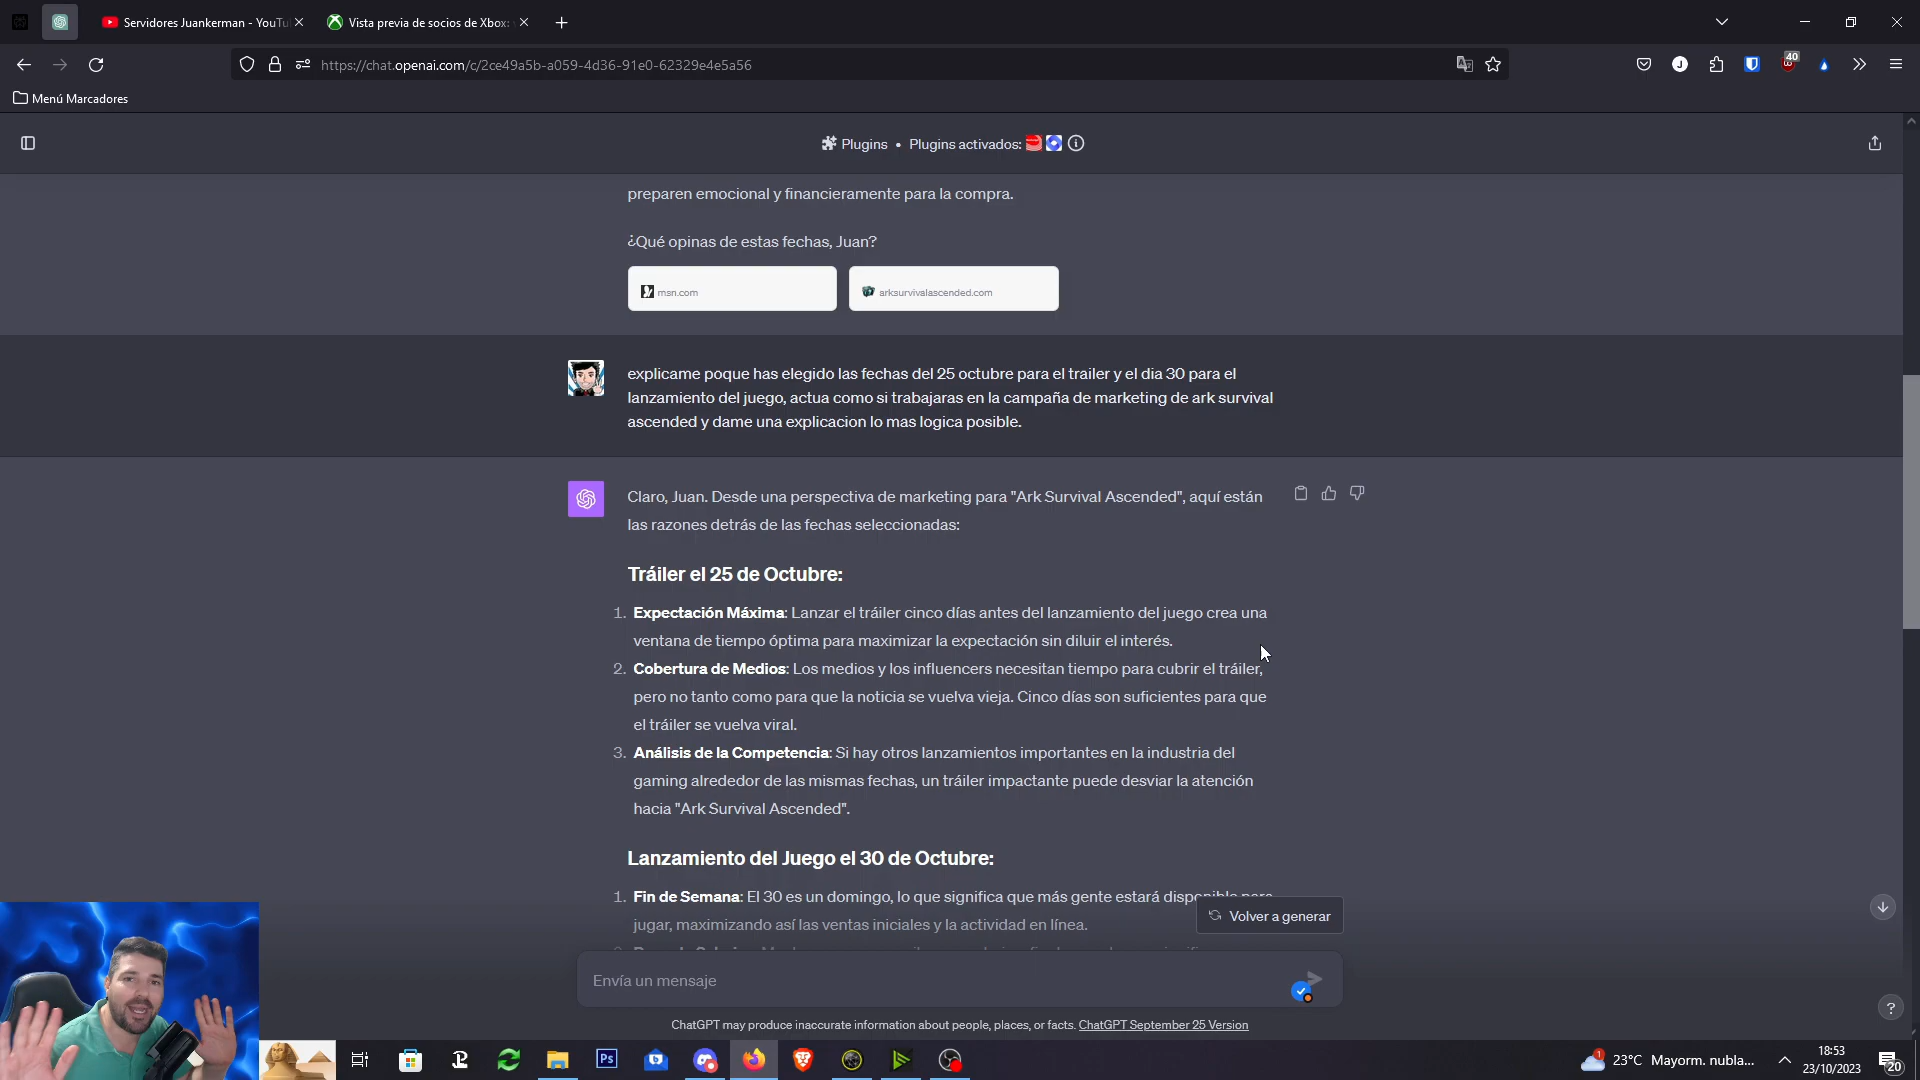 Servidores Juankerman - YouTu
Vista previa de socios de Xbox:
https://chat.openai.com/c/2ce49a5b-a059-4d36-91e0-62329e4e5a56
40
Menú Marcadores
Plugins • Plugins activados:
preparen emocional y financieramente para la compra.
¿Qué opinas de estas fechas, Juan?
msn.com
arksurvivalascended.com
explicame poque has elegido las fechas del 25 octubre para el trailer y el dia 30 para el
lanzamiento del juego, actua como si trabajaras en la campaña de marketing de ark survival
ascended y dame una explicacion lo mas logica posible.
Claro, Juan. Desde una perspectiva de marketing para "Ark Survival Ascended", aquí están
las razones detrás de las fechas seleccionadas:
Tráiler el 25 de Octubre:
1. Expectación Máxima: Lanzar el tráiler cinco días antes del lanzamiento del juego crea una
ventana de tiempo óptima para maximizar la expectación sin diluir el interés.
2. Cobertura de Medios: Los medios y los influencers necesitan tiempo para cubrir el tráiler,
pero no tanto como para que la noticia se vuelva vieja. Cinco días son suficientes para que
el tráiler se vuelva viral.
3. Análisis de la Competencia: Si hay otros lanzamientos importantes en la industria del
gaming alrededor de las mismas fechas, un tráiler impactante puede desviar la atención
hacia "Ark Survival Ascended".
Lanzamiento del Juego el 30 de Octubre:
1. Fin de Semana: El 30 es un domingo, lo que significa que más gente estará disponible para
jugar, maximizando así las ventas iniciales y la actividad en línea.
Volver a generar
Envía un mensaje
ChatGPT may produce inaccurate information about people, places, or facts. ChatGPT September 25 Version
?
Ps
1
23°C Mayorm. nubla...
18:53
23/10/2023
20